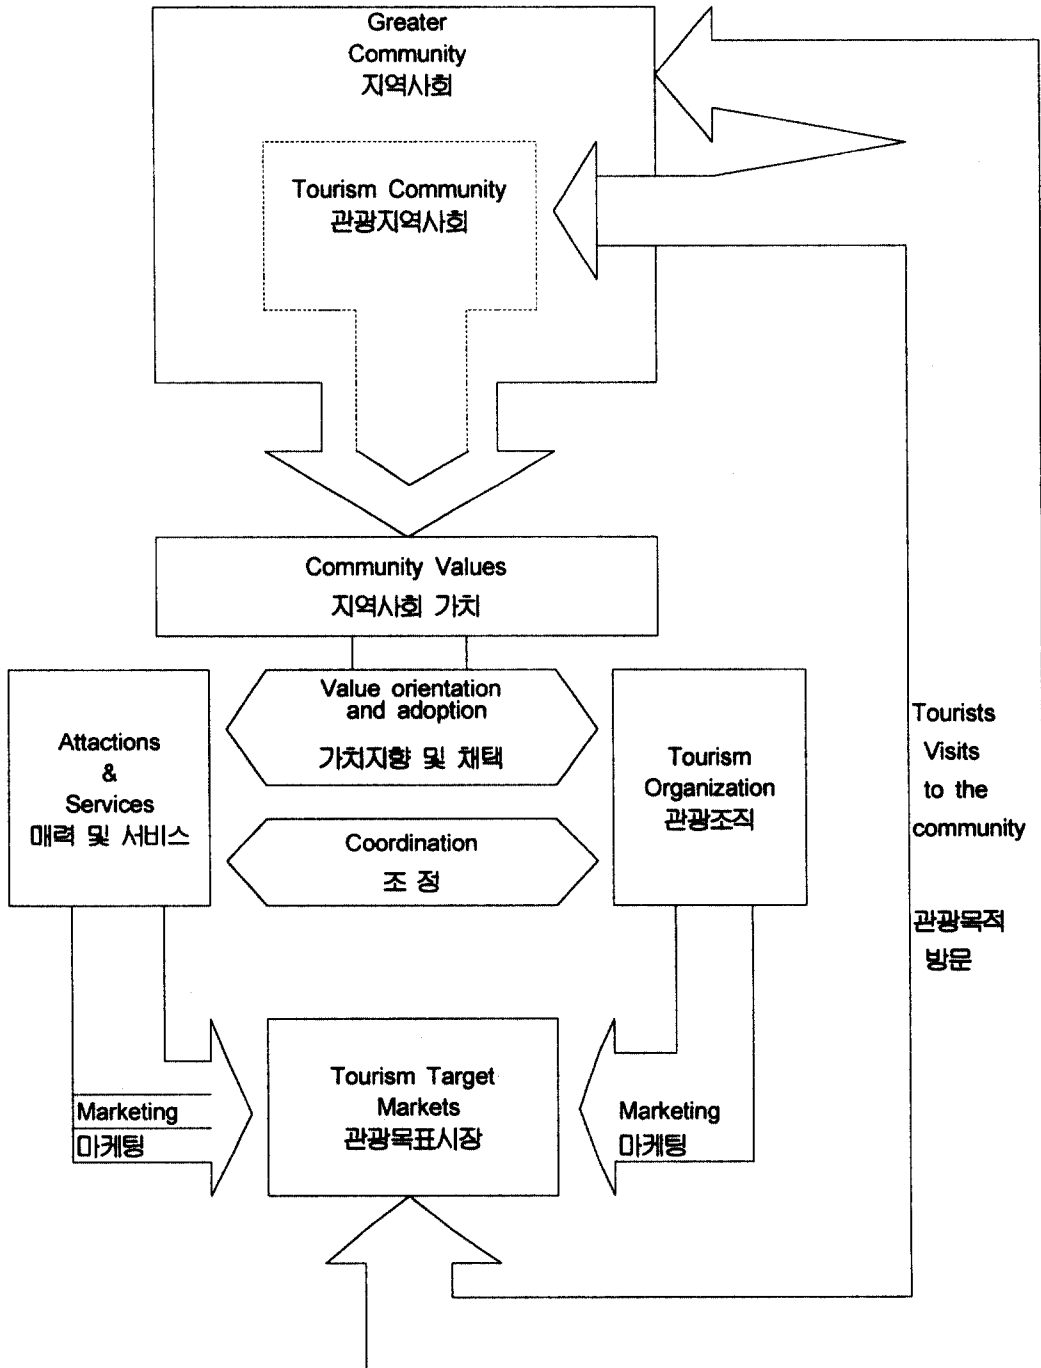 Greater
Community
지역사회
Tourism Community
관광지역사회
Community Values
지역사회 가치
Value orientation
and adoption
가치지향 및 채택
Attactions
&
Services
매력 및 서비스
Coordination
조 정
Tourism
Organization
관광조직
Tourists
Visits
to the
community
관광목적
방문
Marketing
마케팅
Tourism Target
Markets
관광목표시장
Marketing
마케팅